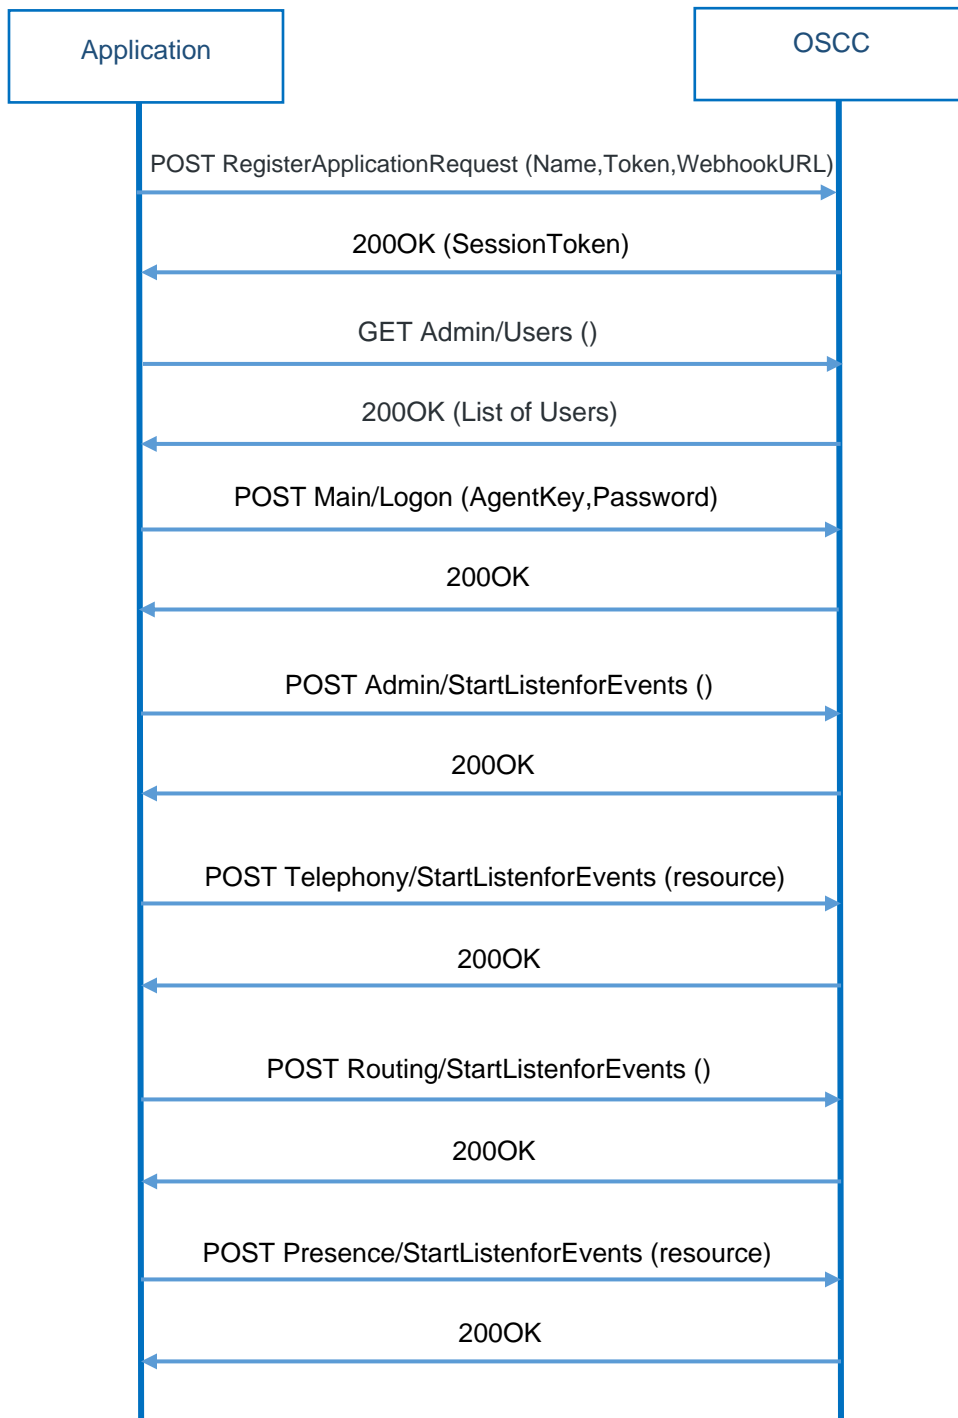 Application
OSCC
POST RegisterApplicationRequest (Name,Token,WebhookURL)
200OK (SessionToken)
GET Admin/Users ()
200OK (List of Users)
POST Main/Logon (AgentKey,Password)
200OK
POST Admin/StartListenforEvents ()
200OK
POST Telephony/StartListenforEvents (resource)
200OK
POST Routing/StartListenforEvents ()
200OK
POST Presence/StartListenforEvents (resource)
200OK